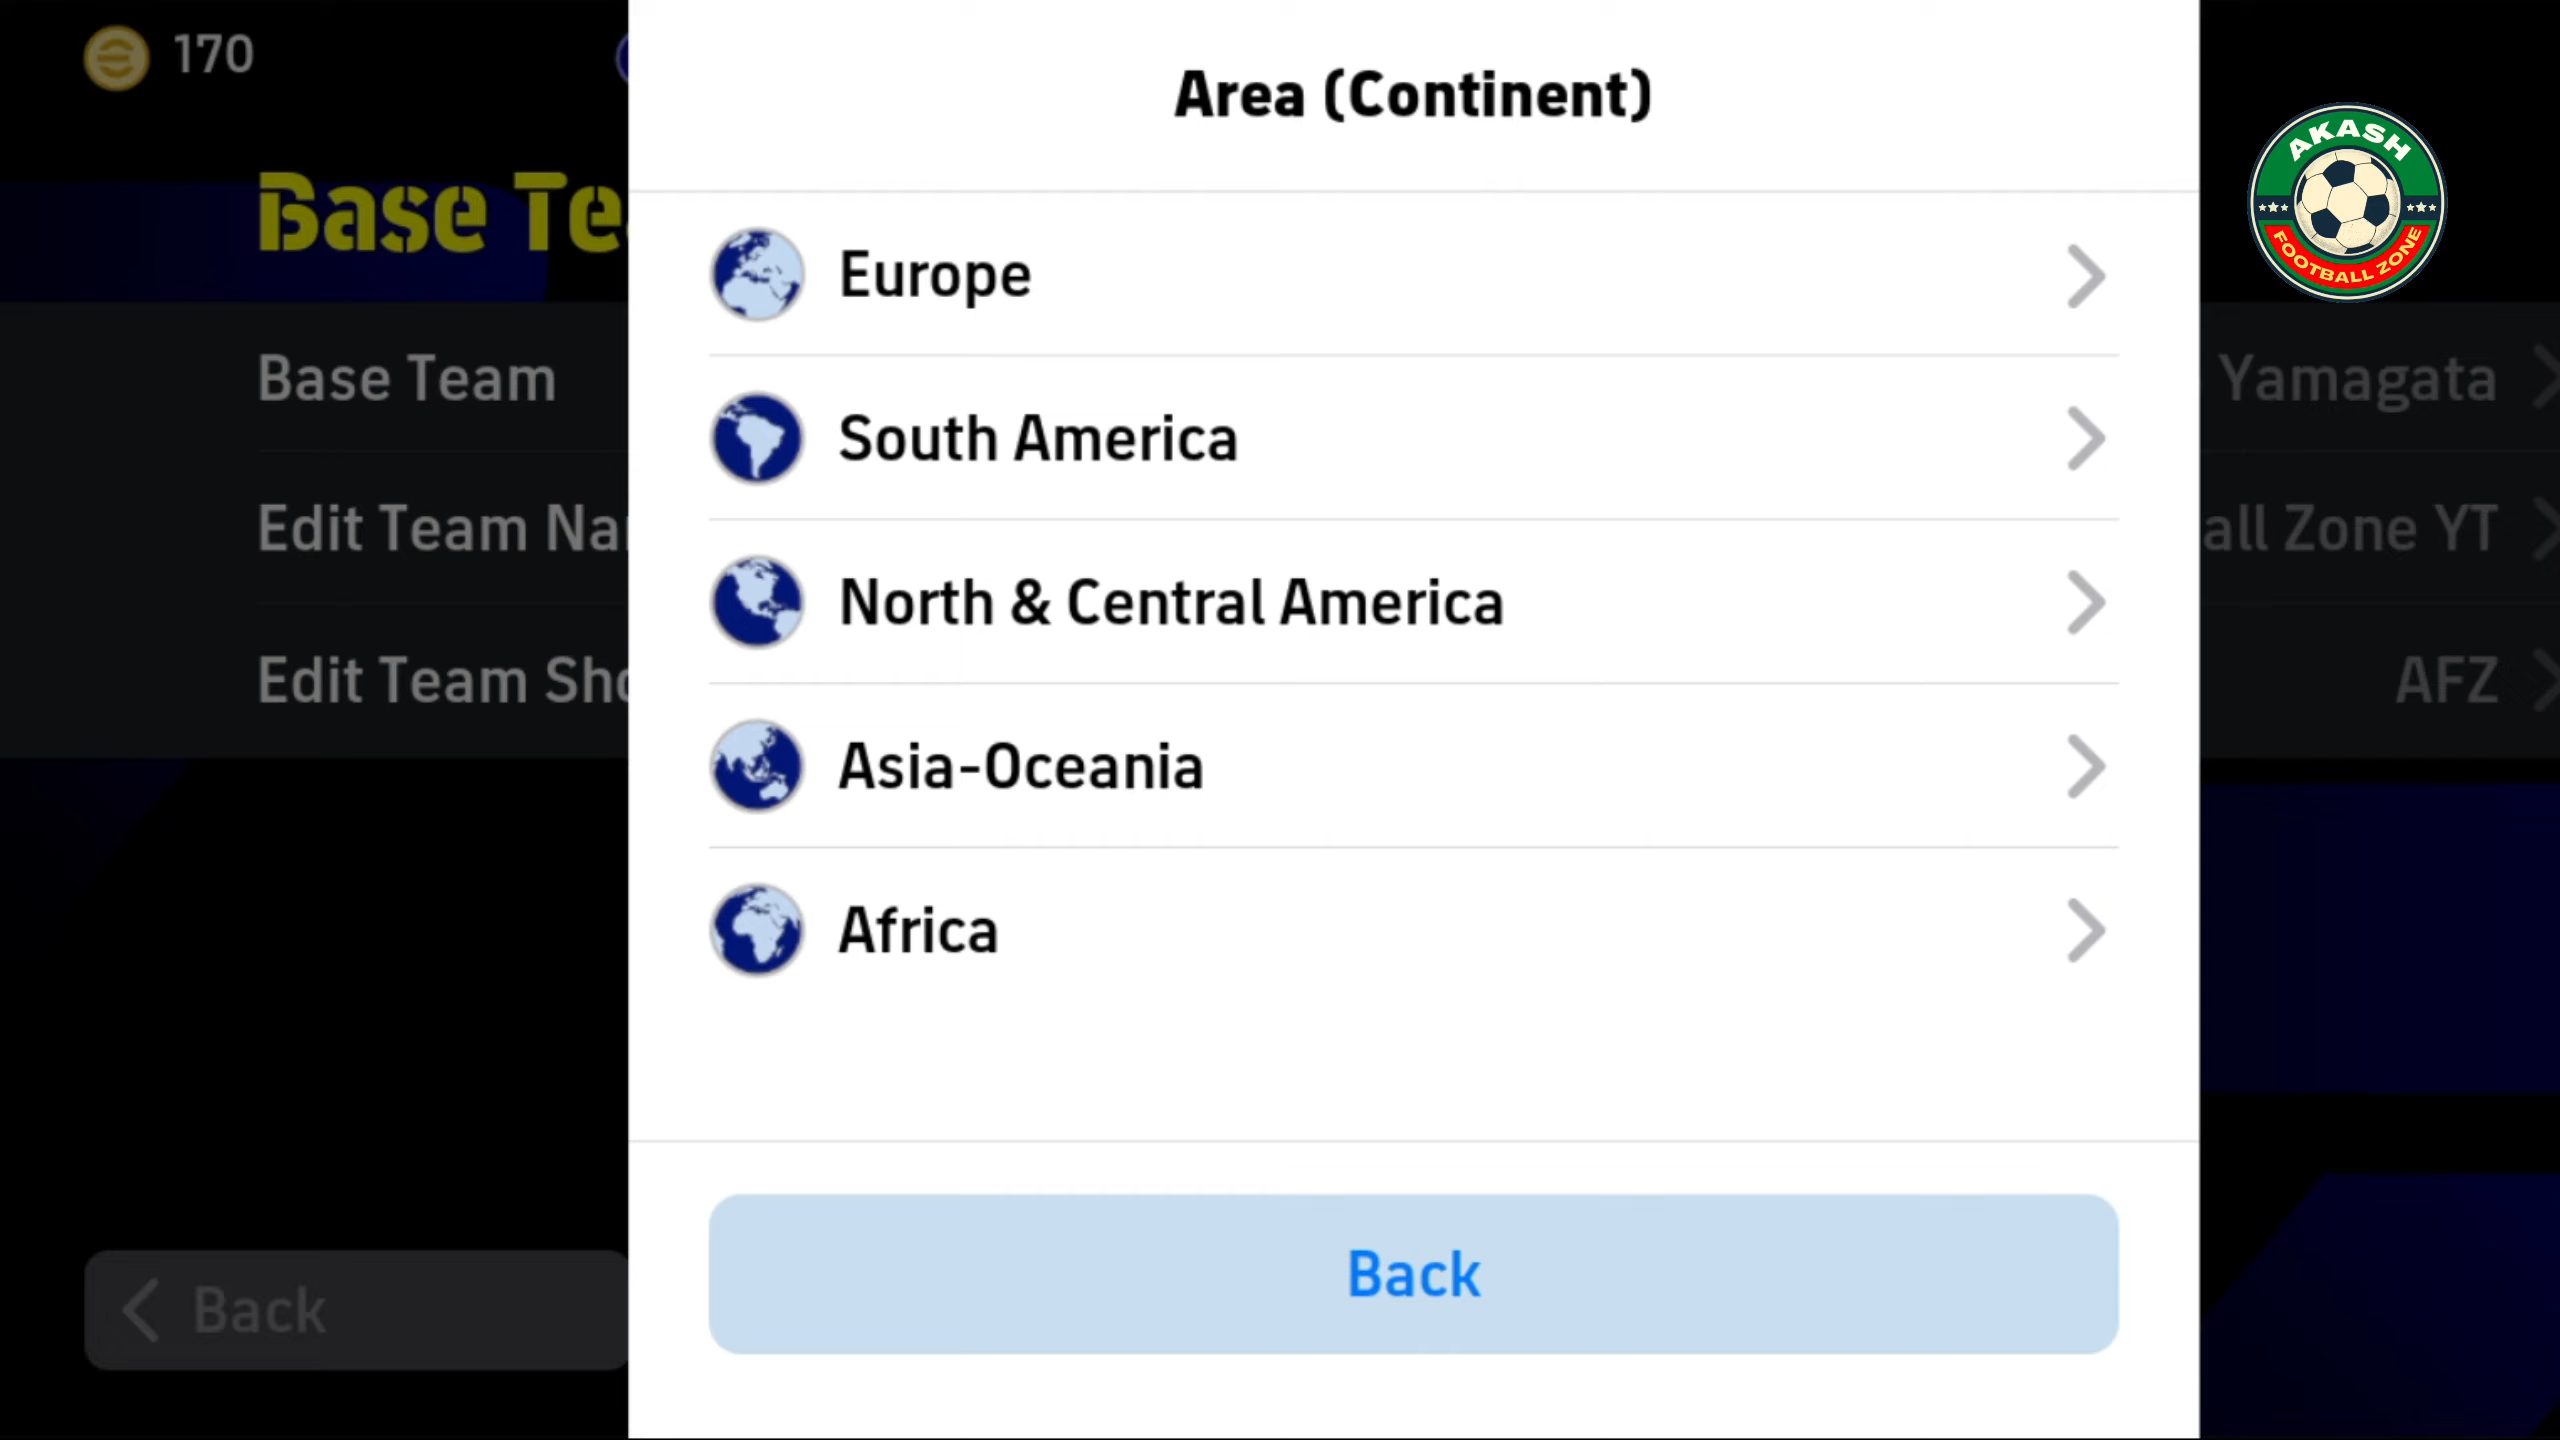 170
Area (Continent)
AKASH
FOOTBALL ZONE
Base Te
Europe
Base Team
Yamagata
South America
Edit Team Na
all Zone YT
North & Central America
Edit Team Sho
AFZ
Asia-Oceania
Africa
Back
Back